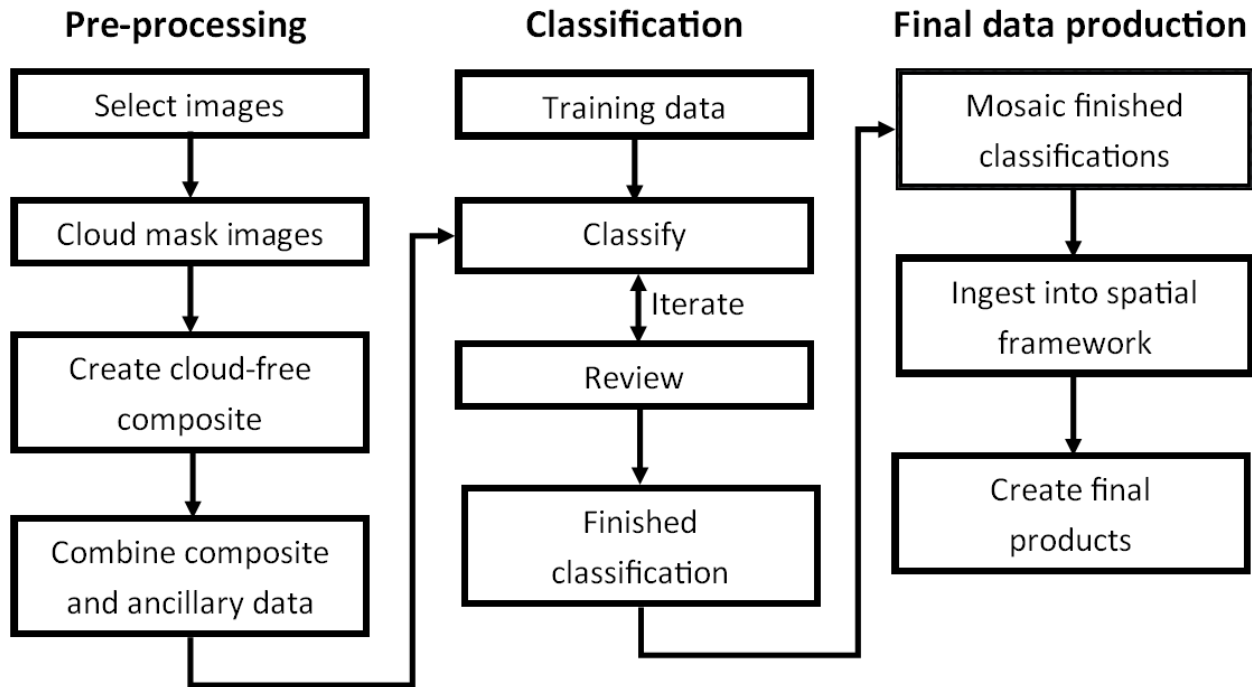 Pre-processing
Select images
Cloud mask images
Create cloud-free
composite
Combine composite
and ancillary data
Classification
Training data
Classify
Iterate
Review
Finished
classification
Final data production
Mosaic finished
classifications
Ingest into spatial
framework
Create final
products